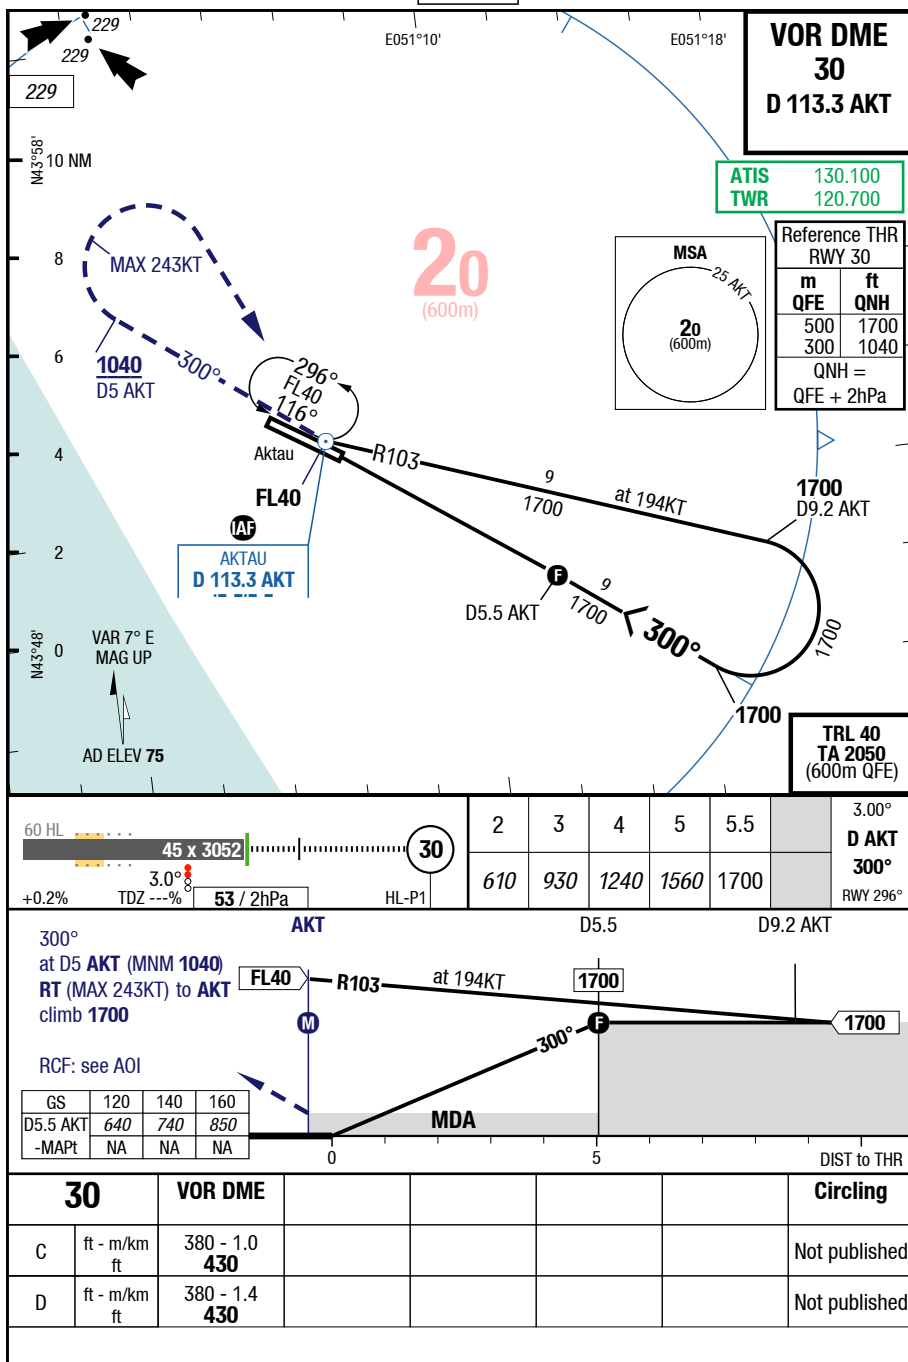 229
229
229
E051°10'
E051°18'
VOR DME
30
D 113.3 AKT
N43°58'
10 NM
ATIS 130.100
TWR 120.700
8
MAX 243KT
20
(600m)
MSA
25 AKT
20
(600m)
Reference THR
RWY 30
m ft
QFE QNH
500 1700
300 1040
QNH =
QFE + 2hPa
6
1040
D5 AKT
300°
296°
FL40
116°
4
Aktau
R103
9
1700
at 194KT
1700
D9.2 AKT
FL40
IAF
2
AKTAU
D 113.3 AKT
F
D5.5 AKT
9
1700
300°
1700
N43°48'
0
VAR 7° E
MAG UP
1700
AD ELEV 75
TRL 40
TA 2050
(600m QFE)
60 HL
45 x 3052
30
3.0°
+0.2% TDZ ---% 53 / 2hPa HL-P1
2 3 4 5 5.5
610 930 1240 1560 1700
3.00°
D AKT
300°
RWY 296°
AKT D5.5 D9.2 AKT
300°
at D5 AKT (MNM 1040)
RT (MAX 243KT) to AKT
climb 1700
FL40
R103
at 194KT
1700
M
F
1700
300°
RCF: see AOI
MDA
GS 120 140 160
D5.5 AKT 640 740 850
-MAPt NA NA NA
0 5 DIST to THR
30 VOR DME Circling
C ft - m/km 380 - 1.0 Not published
ft 430
D ft - m/km 380 - 1.4 Not published
ft 430